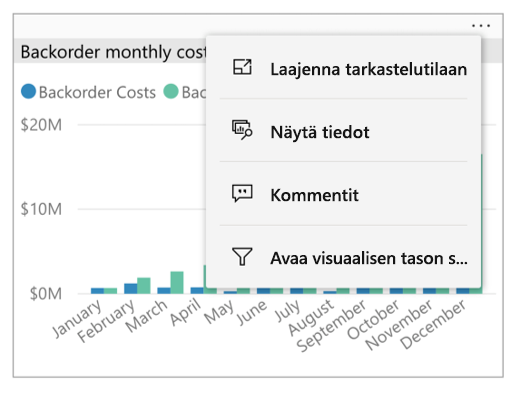 ...
Backorder monthly cos
Backorder Costs Bac
Laajenna tarkastelutilaan
$20M
Näytä tiedot
Kommentit
$10M
Avaa visuaalisen tason s...
$0M
January February March April May June July August September October November December